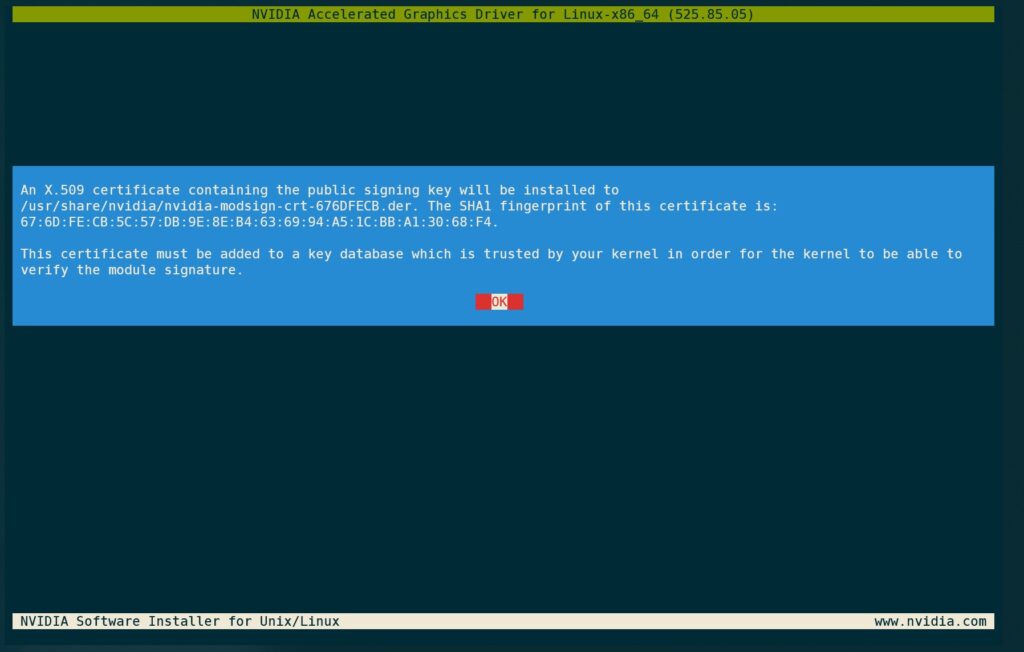 NVIDIA Accelerated Graphics Driver for Linux-x86_64 (525.85.05)
An X.509 certificate containing the public signing key will be installed to
/usr/share/nvidia/nvidia-modsign-crt-676DFECB.der. The SHA1 fingerprint of this certificate is:
67:6D:FE:CB:5C:57:DB:9E:8E:B4:63:69:94:A5:1C:BB:A1:30:68:F4.
This certificate must be added to a key database which is trusted by your kernel in order for the kernel to be able to
verify the module signature.
OK
NVIDIA Software Installer for Unix/Linux
www.nvidia.com